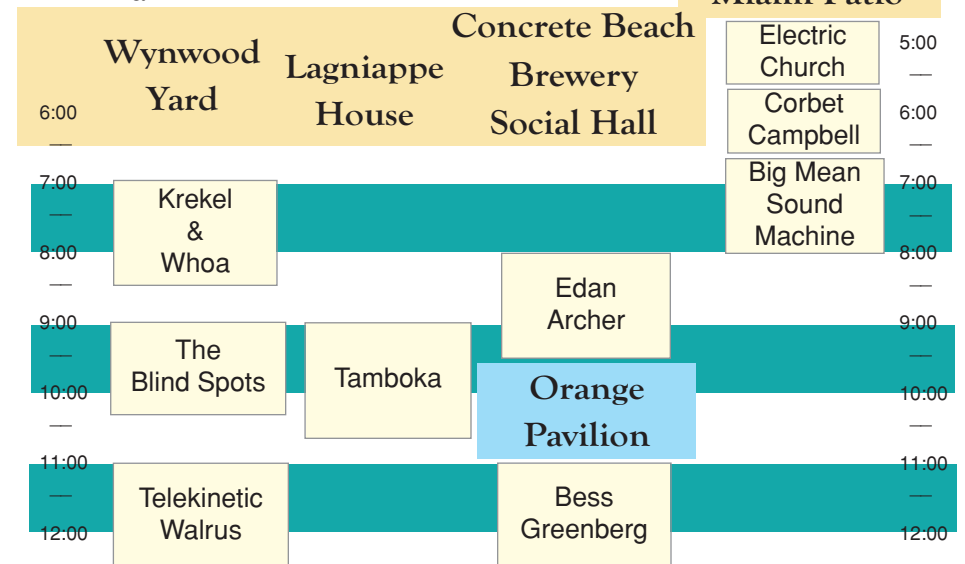 Miami Patio
Wynwood
Yard
Lagniappe
House
Concrete Beach
Brewery
Social Hall
Electric
Church
5:00
—
6:00
—
Corbet
Campbell
6:00
—
7:00
—
Krekel
&
Whoa
Big Mean
Sound
Machine
7:00
—
8:00
—
Edan
Archer
8:00
—
9:00
—
The
Blind Spots
Tamboka
9:00
—
10:00
—
Orange
Pavilion
10:00
—
11:00
—
Telekinetic
Walrus
Bess
Greenberg
11:00
—
12:00
12:00